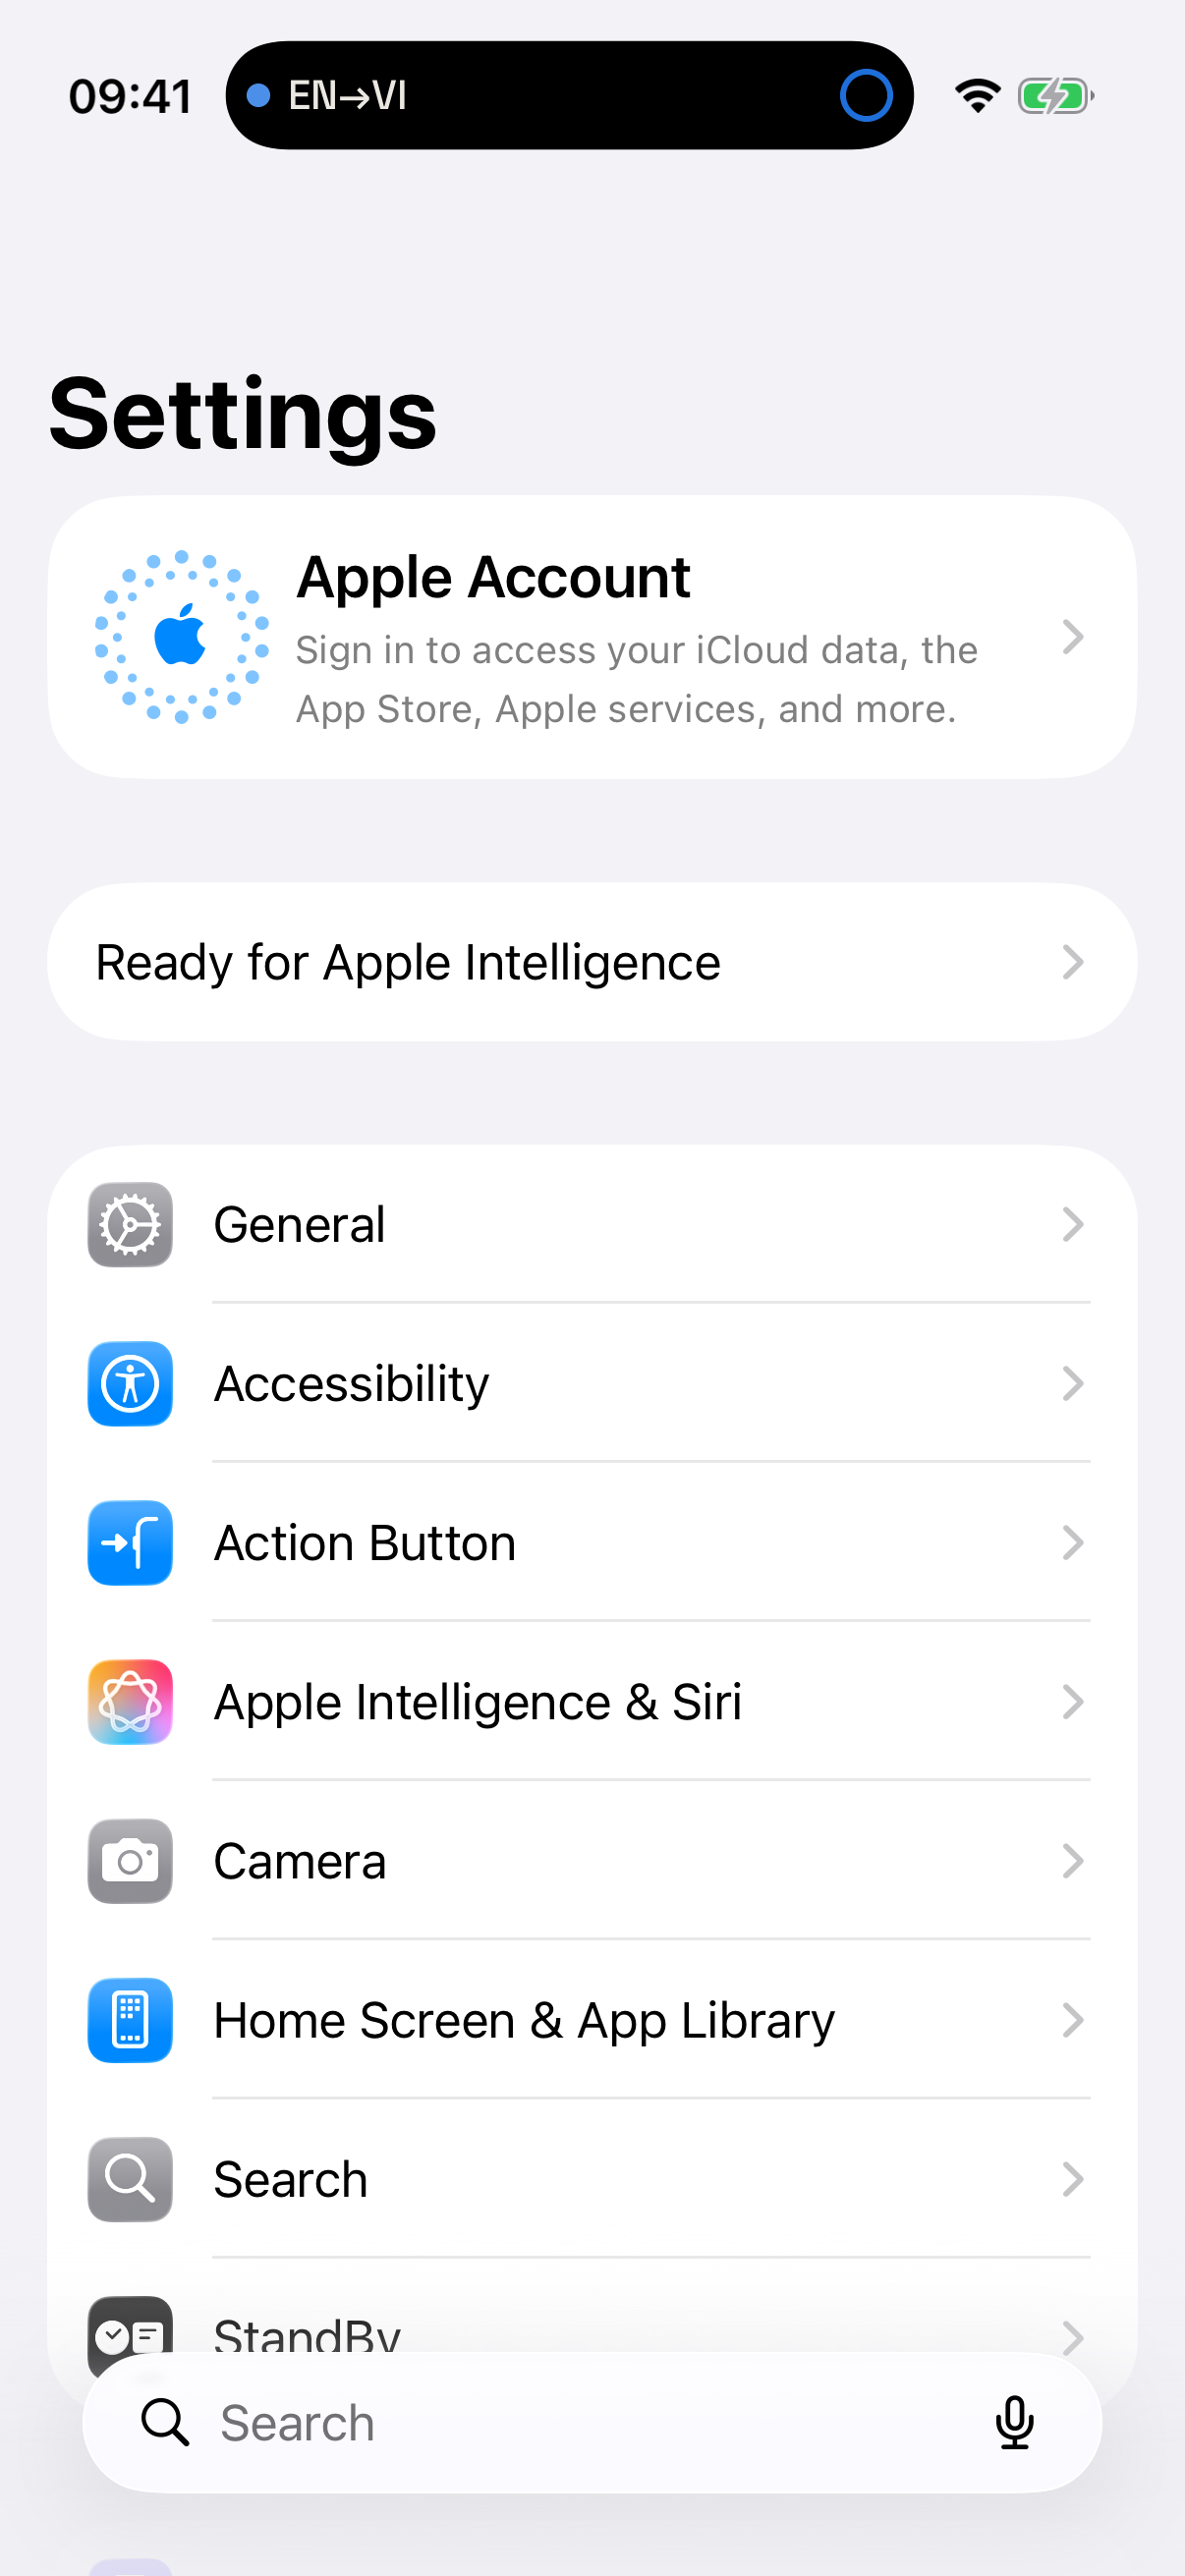 09:41
EN→VI
Settings
Apple Account
Sign in to access your iCloud data, the
App Store, Apple services, and more.
Ready for Apple Intelligence
General
Accessibility
Action Button
Apple Intelligence & Siri
Camera
Home Screen & App Library
Search
StandBy
Search